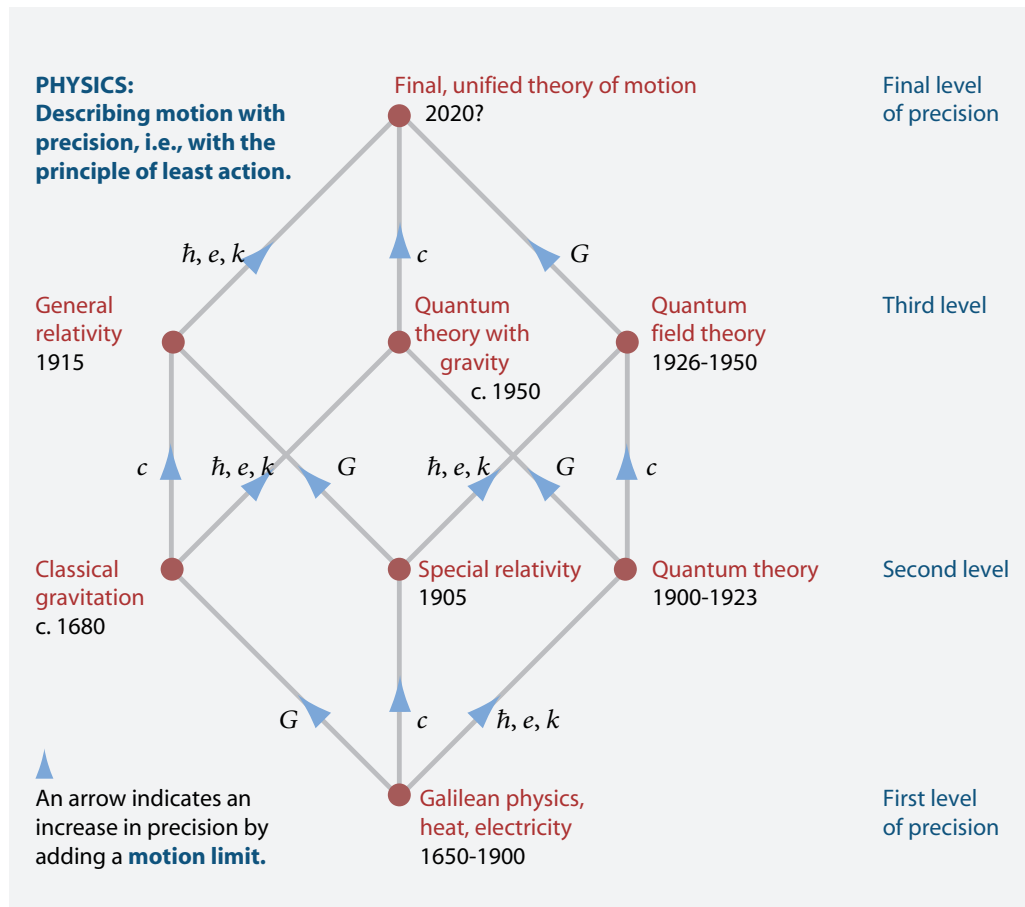 PHYSICS:
Describing motion with
precision, i.e., with the
principle of least action.
Final, unified theory of motion
2020?
Final level
of precision
ħ, e, k
c
G
General
relativity
1915
Quantum
theory with
gravity
c. 1950
Quantum
field theory
1926-1950
Third level
c
ħ, e, k
G
ħ, e, k
G
c
Classical
gravitation
c. 1680
Special relativity
1905
Quantum theory
1900-1923
Second level
G
c
ħ, e, k
An arrow indicates an
increase in precision by
adding a motion limit.
Galilean physics,
heat, electricity
1650-1900
First level
of precision